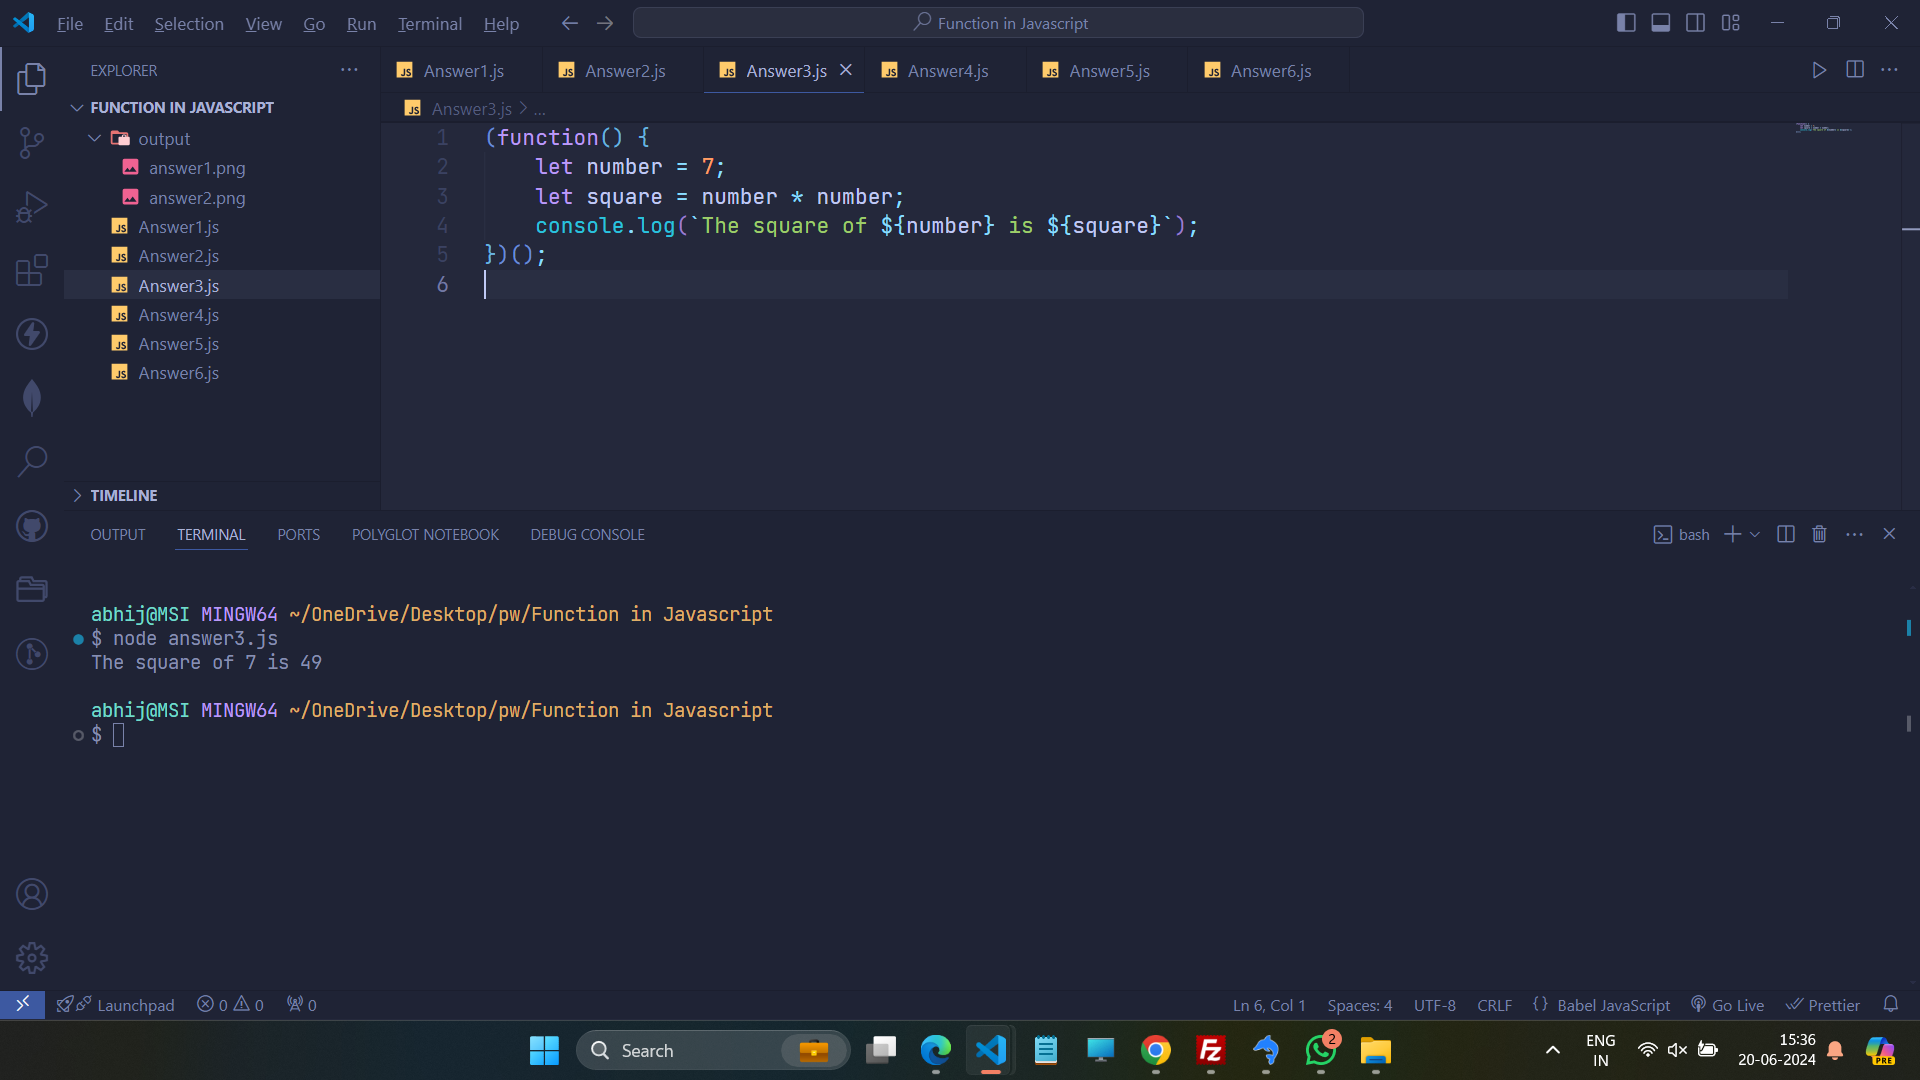 File Edit Selection View Go Run Terminal Help
Function in Javascript
EXPLORER
FUNCTION IN JAVASCRIPT
output
answer1.png
answer2.png
Answer1.js
Answer2.js
Answer3.js
Answer4.js
Answer5.js
Answer6.js
TIMELINE
Answer1.js Answer2.js Answer3.js Answer4.js Answer5.js Answer6.js
Answer3.js > ...
1 (function() {
2 let number = 7;
3 let square = number * number;
4 console.log(`The square of ${number} is ${square}`);
5 })();
6
OUTPUT TERMINAL PORTS POLYGLOT NOTEBOOK DEBUG CONSOLE
bash
abhij@MSI MINGW64 ~/OneDrive/Desktop/pw/Function in Javascript
$ node answer3.js
The square of 7 is 49
abhij@MSI MINGW64 ~/OneDrive/Desktop/pw/Function in Javascript
$
Launchpad 0 0 0
Ln 6, Col 1 Spaces: 4 UTF-8 CRLF {} Babel JavaScript Go Live Prettier
Search
2
ENG
IN
15:36
20-06-2024
PRE